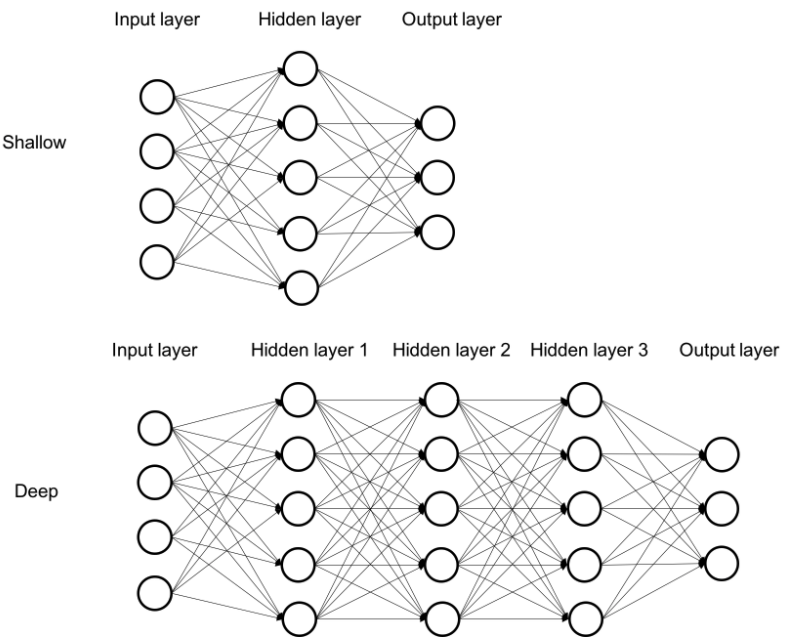 Input layer
Hidden layer
Output layer
Shallow
Input layer
Hidden layer 1
Hidden layer 2
Hidden layer 3
Output layer
Deep